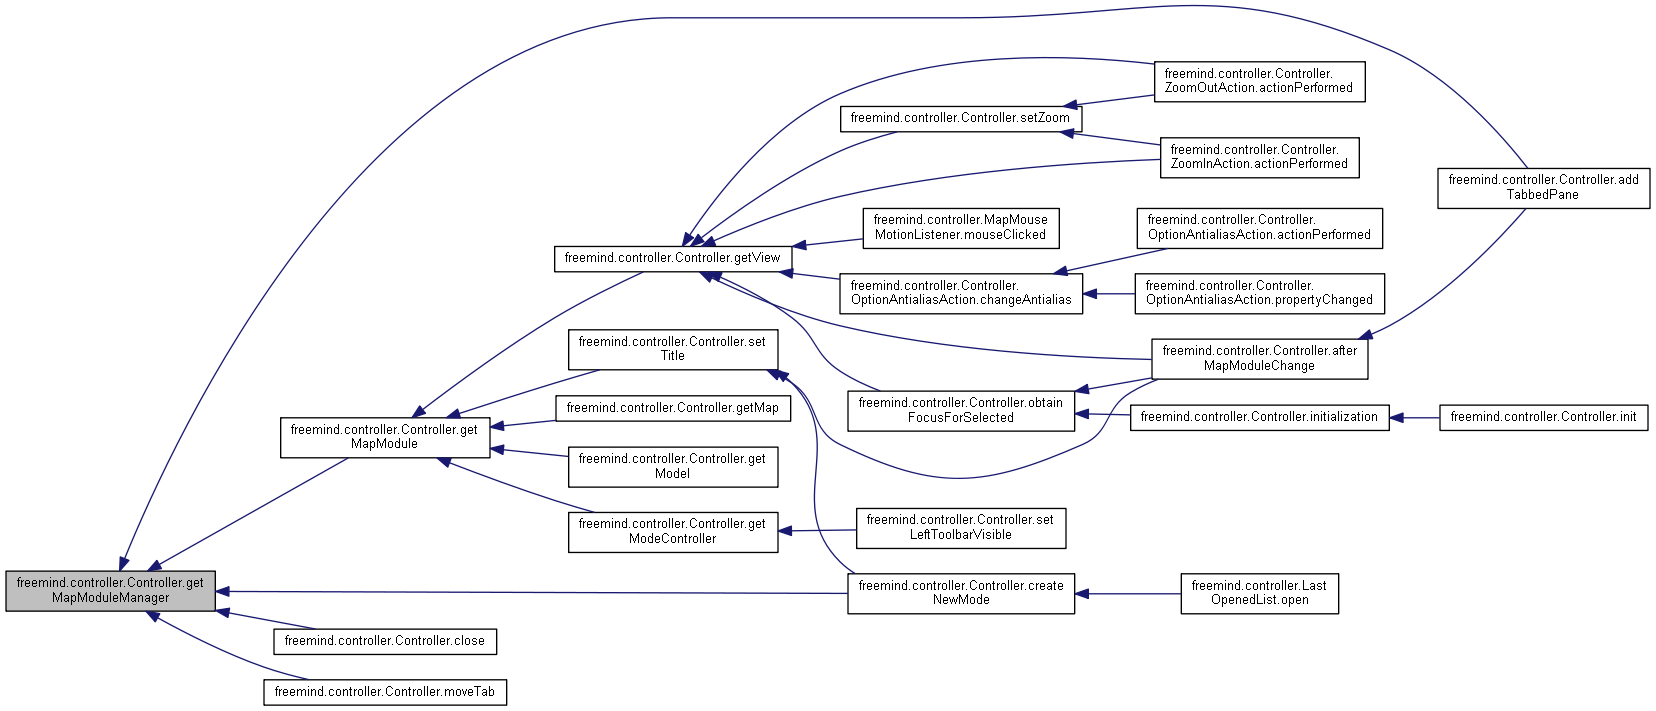 freemind.controller.Controller.
ZoomOutAction.actionPerformed
freemind.controller.Controller.setZoom
freemind.controller.Controller.
ZoomInAction.actionPerformed
freemind.controller.Controller.add
TabbedPane
freemind.controller.MapMouse
MotionListener.mouseClicked
freemind.controller.Controller.
OptionAntialiasAction.actionPerformed
freemind.controller.Controller.getView
freemind.controller.Controller.
OptionAntialiasAction.changeAntialias
freemind.controller.Controller.
OptionAntialiasAction.propertyChanged
freemind.controller.Controller.set
Title
freemind.controller.Controller.after
MapModuleChange
freemind.controller.Controller.getMap
freemind.controller.Controller.obtain
FocusForSelected
freemind.controller.Controller.initialization
freemind.controller.Controller.init
freemind.controller.Controller.get
MapModule
freemind.controller.Controller.get
Model
freemind.controller.Controller.get
ModeController
freemind.controller.Controller.set
LeftToolbarVisible
freemind.controller.Controller.get
MapModuleManager
freemind.controller.Controller.create
NewMode
freemind.controller.Last
OpenedList.open
freemind.controller.Controller.close
freemind.controller.Controller.moveTab